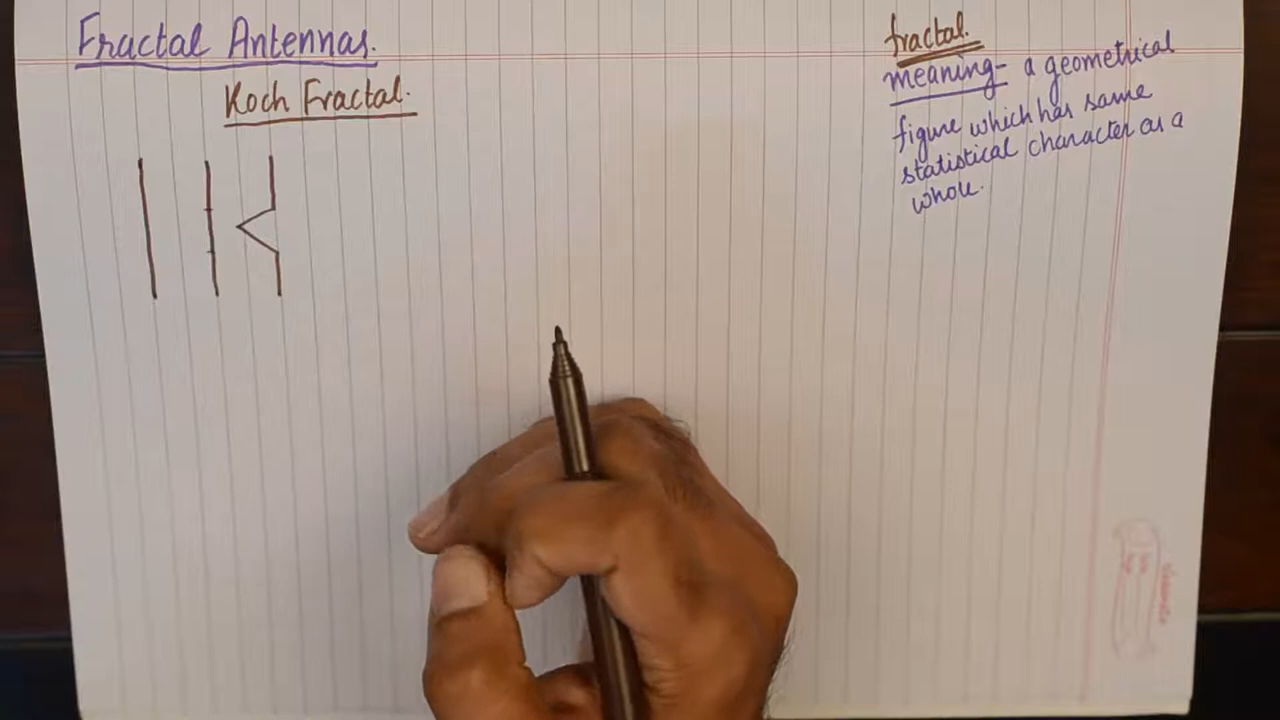 Fractal Antennas.
Koch Fractal.
fractal.
meaning- a geometrical
figure which has same
statistical character as a
whole.